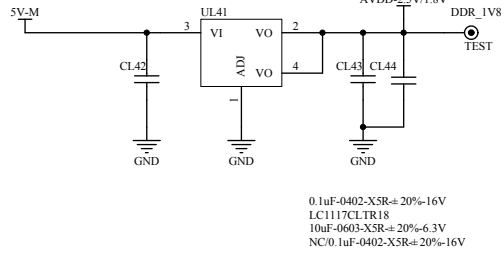 AVDD-2.5V/1.8V
5V-M UL41 DDR_1V8
3 VI VO 2
TEST
CL42 ADJ VO 4 CL43 CL44
1
GND GND GND
0.1uF-0402-X5R-±20%-16V
LC1117CLTR18
10uF-0603-X5R-±20%-6.3V
NC/0.1uF-0402-X5R-±20%-16V